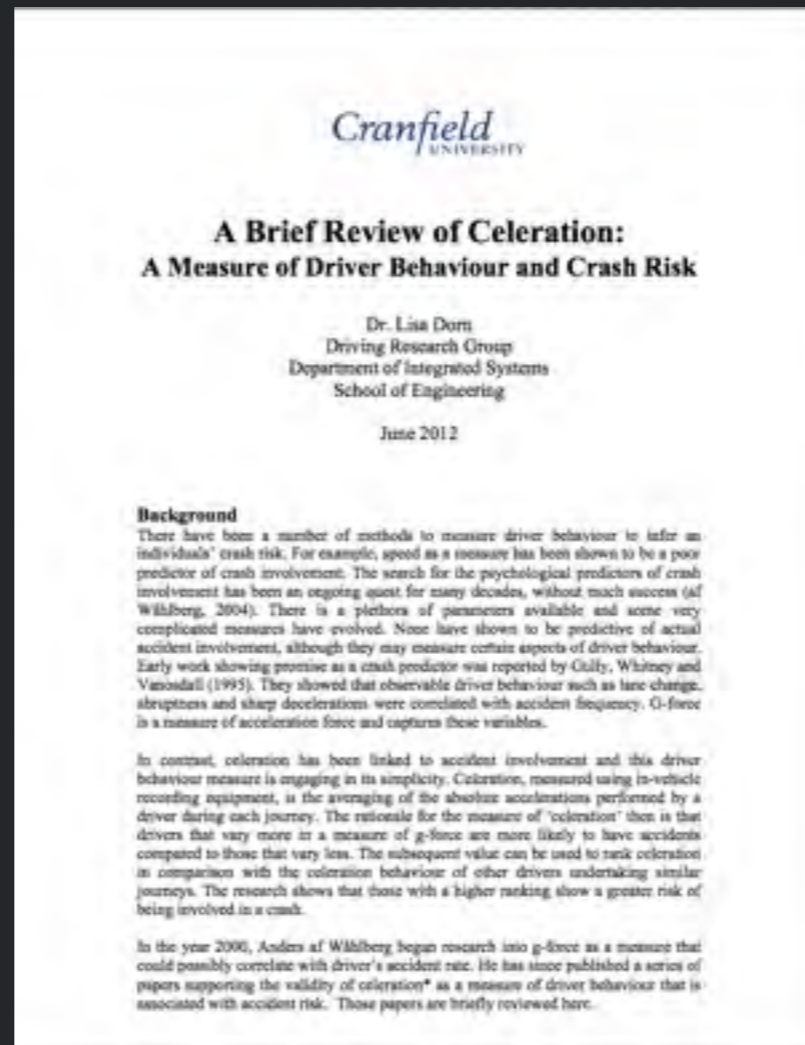 Cranfield
UNIVERSITY
A Brief Review of Celeration:
A Measure of Driver Behaviour and Crash Risk
Dr. Lisa Dorn
Driving Research Group
Department of Integrated Systems
School of Engineering
June 2012
Background
There have been a number of methods to measure driver behaviour to infer an
individuals' crash risk. For example, speed as a measure has been shown to be a poor
predictor of crash involvement. The search for the psychological predictors of crash
involvement has been an ongoing quest for many decades, without much success (af
Wåhlberg, 2004). There is a plethora of parameters available and some very
complicated measures have evolved. None have shown to be predictive of actual
accident involvement, although they may measure certain aspects of driver behaviour.
Early work showing promise as a crash predictor was reported by Gully, Whitney and
Vanosdall (1995). They showed that observable driver behaviour such as lane change,
abruptness and sharp decelerations were correlated with accident frequency. G-force
is a measure of acceleration force and captures these variables.
In contrast, celeration has been linked to accident involvement and this driver
behaviour measure is engaging in its simplicity. Celeration, measured using in-vehicle
recording equipment, is the averaging of the absolute accelerations performed by a
driver during each journey. The rationale for the measure of 'celeration' then is that
drivers that vary more in a measure of g-force are more likely to have accidents
compared to those that vary less. The subsequent value can be used to rank celeration
in comparison with the celeration behaviour of other drivers undertaking similar
journeys. The research shows that those with a higher ranking show a greater risk of
being involved in a crash.
In the year 2000, Anders af Wåhlberg began research into g-force as a measure that
could possibly correlate with driver's accident rate. He has since published a series of
papers supporting the validity of celeration* as a measure of driver behaviour that is
associated with accident risk. Those papers are briefly reviewed here.